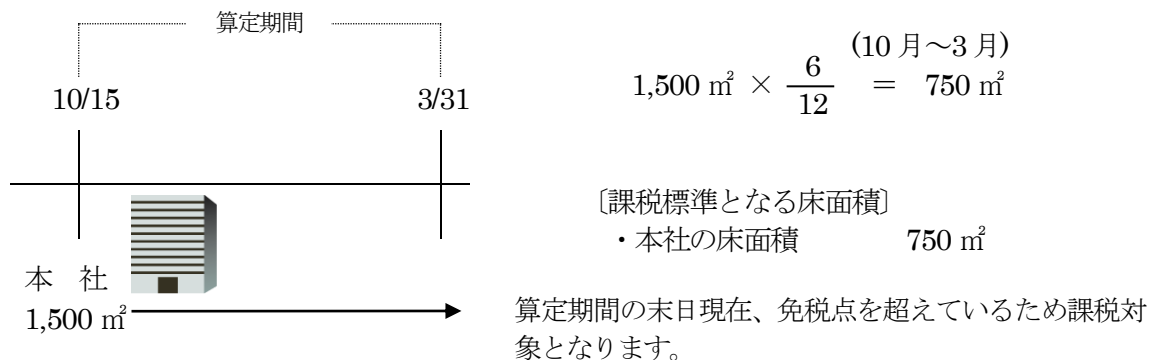 算定期間
10/15
3/31
本 社
1,500 ㎡
(10 月~3 月)
1,500 ㎡ × 6/12 = 750 ㎡
〔課税標準となる床面積〕
・本社の床面積 750 ㎡
算定期間の末日現在、免税点を超えているため課税対
象となります。